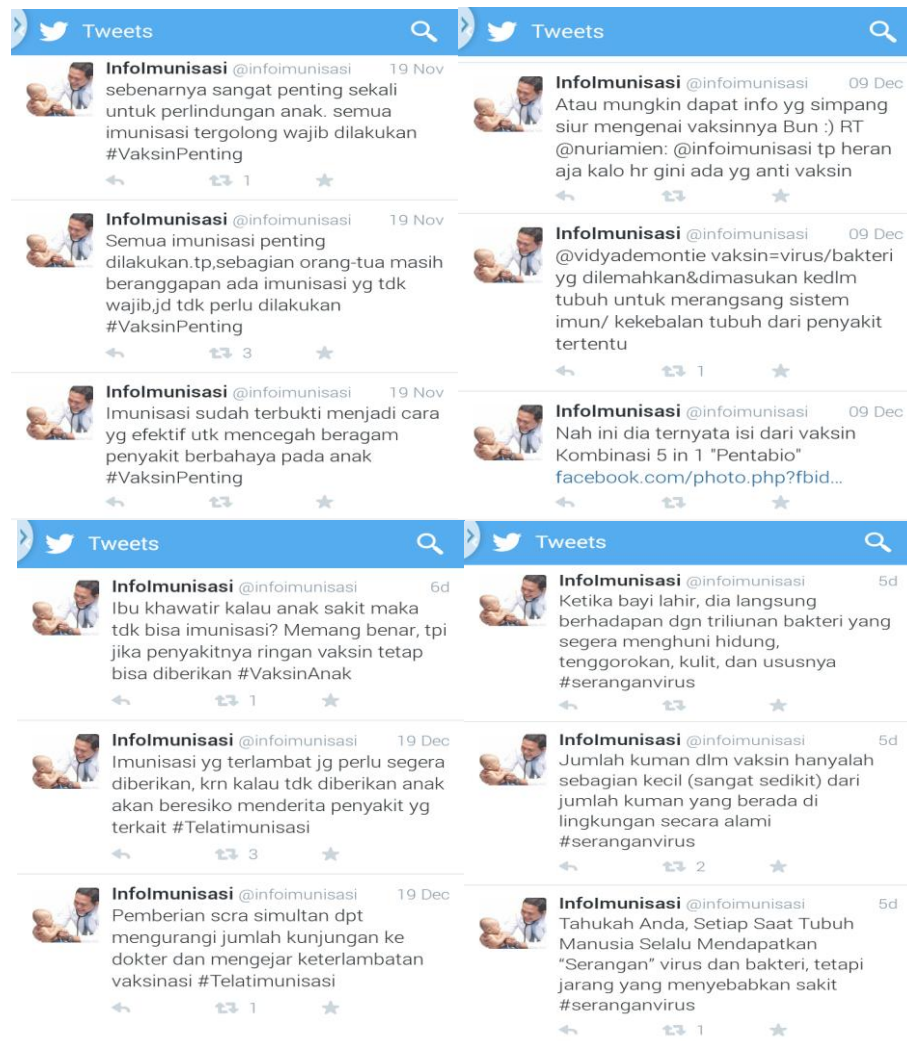 Tweets
InfoImunisasi @infoimunisasi 19 Nov
sebenarnya sangat penting sekali
untuk perlindungan anak. semua
imunisasi tergolong wajib dilakukan
#VaksinPenting
1
InfoImunisasi @infoimunisasi 19 Nov
Semua imunisasi penting
dilakukan.tp,sebagian orang-tua masih
beranggapan ada imunisasi yg tdk
wajib,jd tdk perlu dilakukan
#VaksinPenting
3
InfoImunisasi @infoimunisasi 19 Nov
Imunisasi sudah terbukti menjadi cara
yg efektif utk mencegah beragam
penyakit berbahaya pada anak
#VaksinPenting
Tweets
InfoImunisasi @infoimunisasi 09 Dec
Atau mungkin dapat info yg simpang
siur mengenai vaksinnya Bun :) RT
@nuriamien: @infoimunisasi tp heran
aja kalo hr gini ada yg anti vaksin
InfoImunisasi @infoimunisasi 09 Dec
@vidyademontie vaksin=virus/bakteri
yg dilemahkan&dimasukan kedlm
tubuh untuk merangsang sistem
imun/ kekebalan tubuh dari penyakit
tertentu
1
InfoImunisasi @infoimunisasi 09 Dec
Nah ini dia ternyata isi dari vaksin
Kombinasi 5 in 1 "Pentabio"
facebook.com/photo.php?fbid...
Tweets
InfoImunisasi @infoimunisasi 6d
Ibu khawatir kalau anak sakit maka
tdk bisa imunisasi? Memang benar, tpi
jika penyakitnya ringan vaksin tetap
bisa diberikan #VaksinAnak
1
InfoImunisasi @infoimunisasi 19 Dec
Imunisasi yg terlambat jg perlu segera
diberikan, krn kalau tdk diberikan anak
akan beresiko menderita penyakit yg
terkait #Telatimunisasi
3
InfoImunisasi @infoimunisasi 19 Dec
Pemberian scra simultan dpt
mengurangi jumlah kunjungan ke
dokter dan mengejar keterlambatan
vaksinasi #Telatimunisasi
1
Tweets
InfoImunisasi @infoimunisasi 5d
Ketika bayi lahir, dia langsung
berhadapan dgn triliunan bakteri yang
segera menghuni hidung,
tenggorokan, kulit, dan ususnya
#seranganvirus
InfoImunisasi @infoimunisasi 5d
Jumlah kuman dlm vaksin hanyalah
sebagian kecil (sangat sedikit) dari
jumlah kuman yang berada di
lingkungan secara alami
#seranganvirus
2
InfoImunisasi @infoimunisasi 5d
Tahukah Anda, Setiap Saat Tubuh
Manusia Selalu Mendapatkan
“Serangan” virus dan bakteri, tetapi
jarang yang menyebabkan sakit
#seranganvirus
1